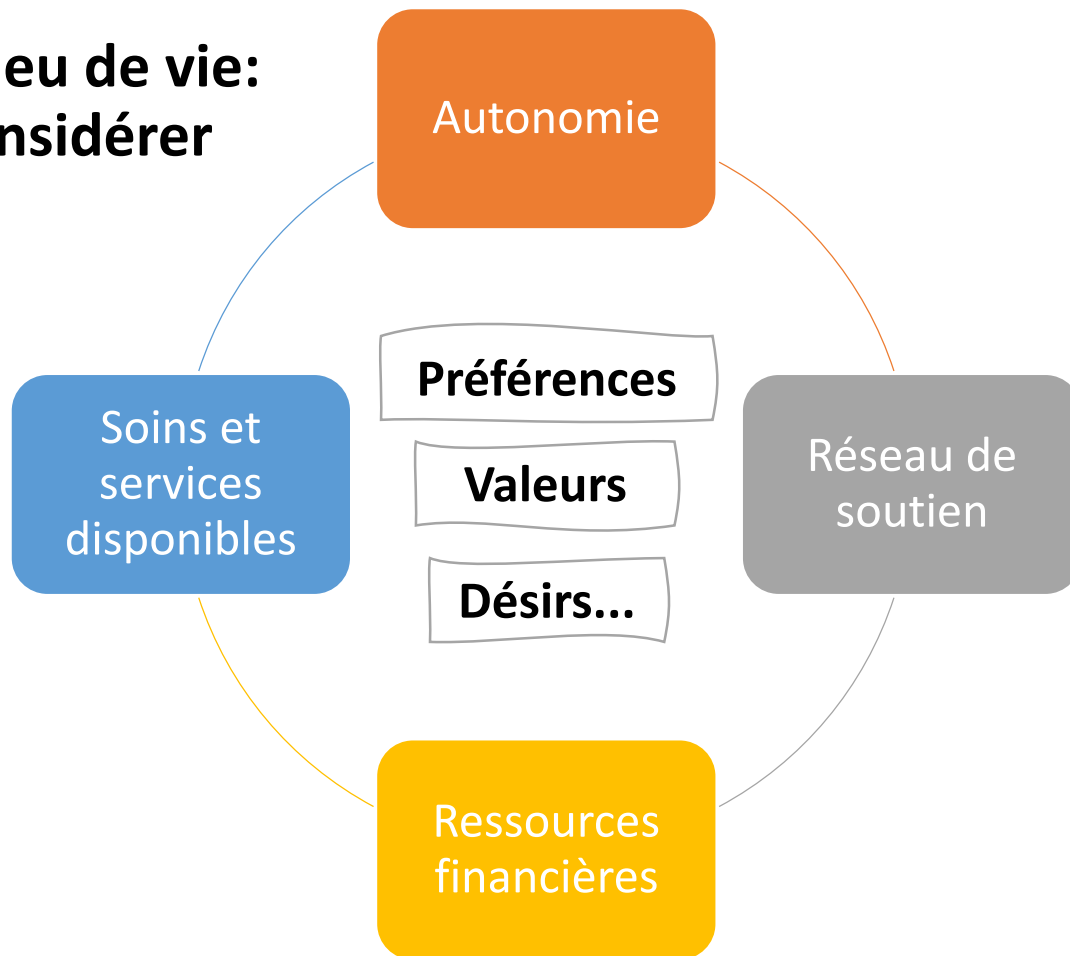 eu de vie:
nsidérer
Autonomie
Préférences
Soins et
services
disponibles
Valeurs
Réseau de
soutien
Désirs...
Ressources
financières